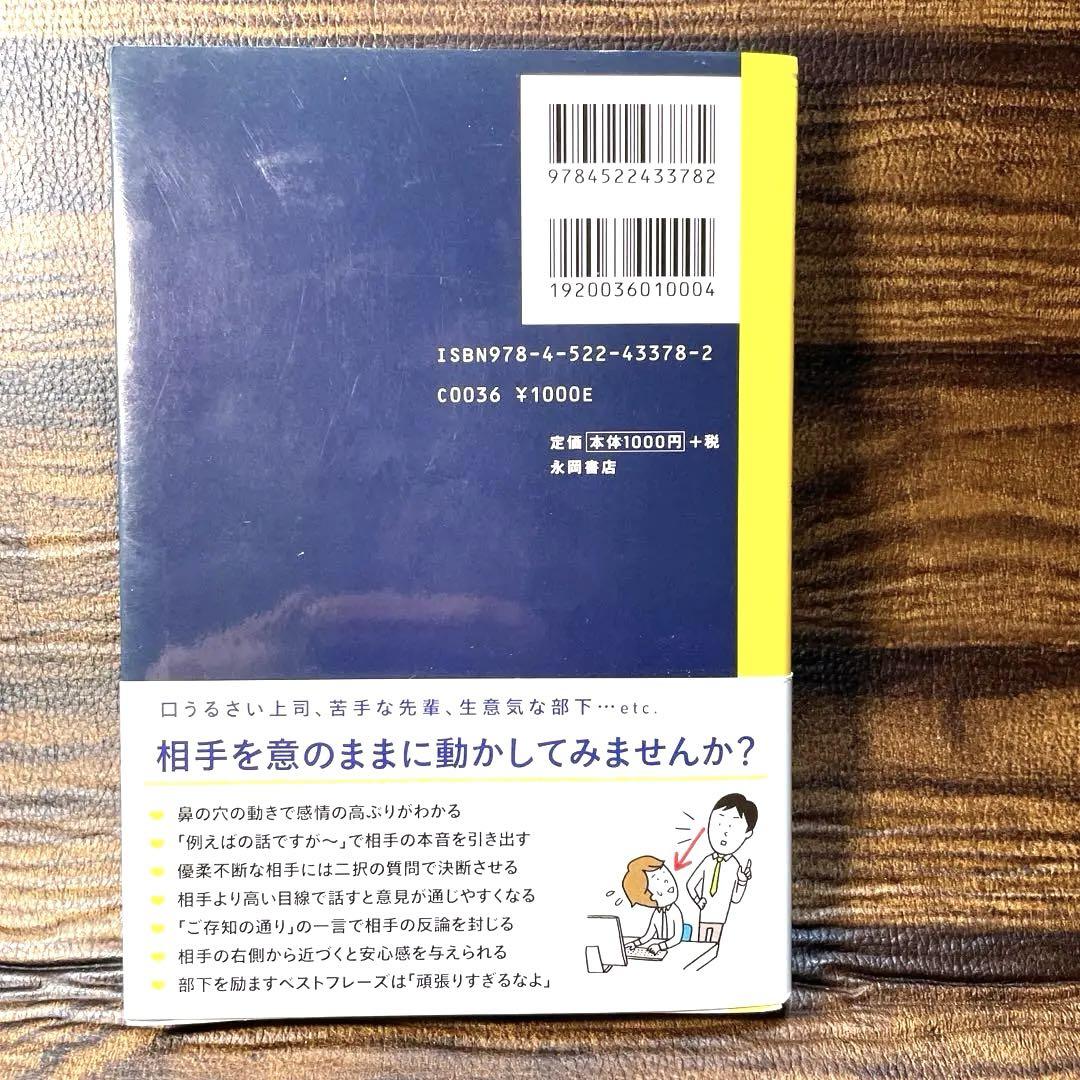 9784522433782
1920036010004
ISBN978-4-522-43378-2
C0036 ¥1000E
定価 本体1000円 +税
永岡書店
口うるさい上司、苦手な先輩、生意気な部下…etc.
相手を意のままに動かしてみませんか?
鼻の穴の動きで感情の高ぶりがわかる
「例えばの話ですが〜」で相手の本音を引き出す
優柔不断な相手には二択の質問で決断させる
相手より高い目線で話すと意見が通じやすくなる
「ご存知の通り」の一言で相手の反論を封じる
相手の右側から近づくと安心感を与えられる
部下を励ますベストフレーズは「頑張りすぎるなよ」